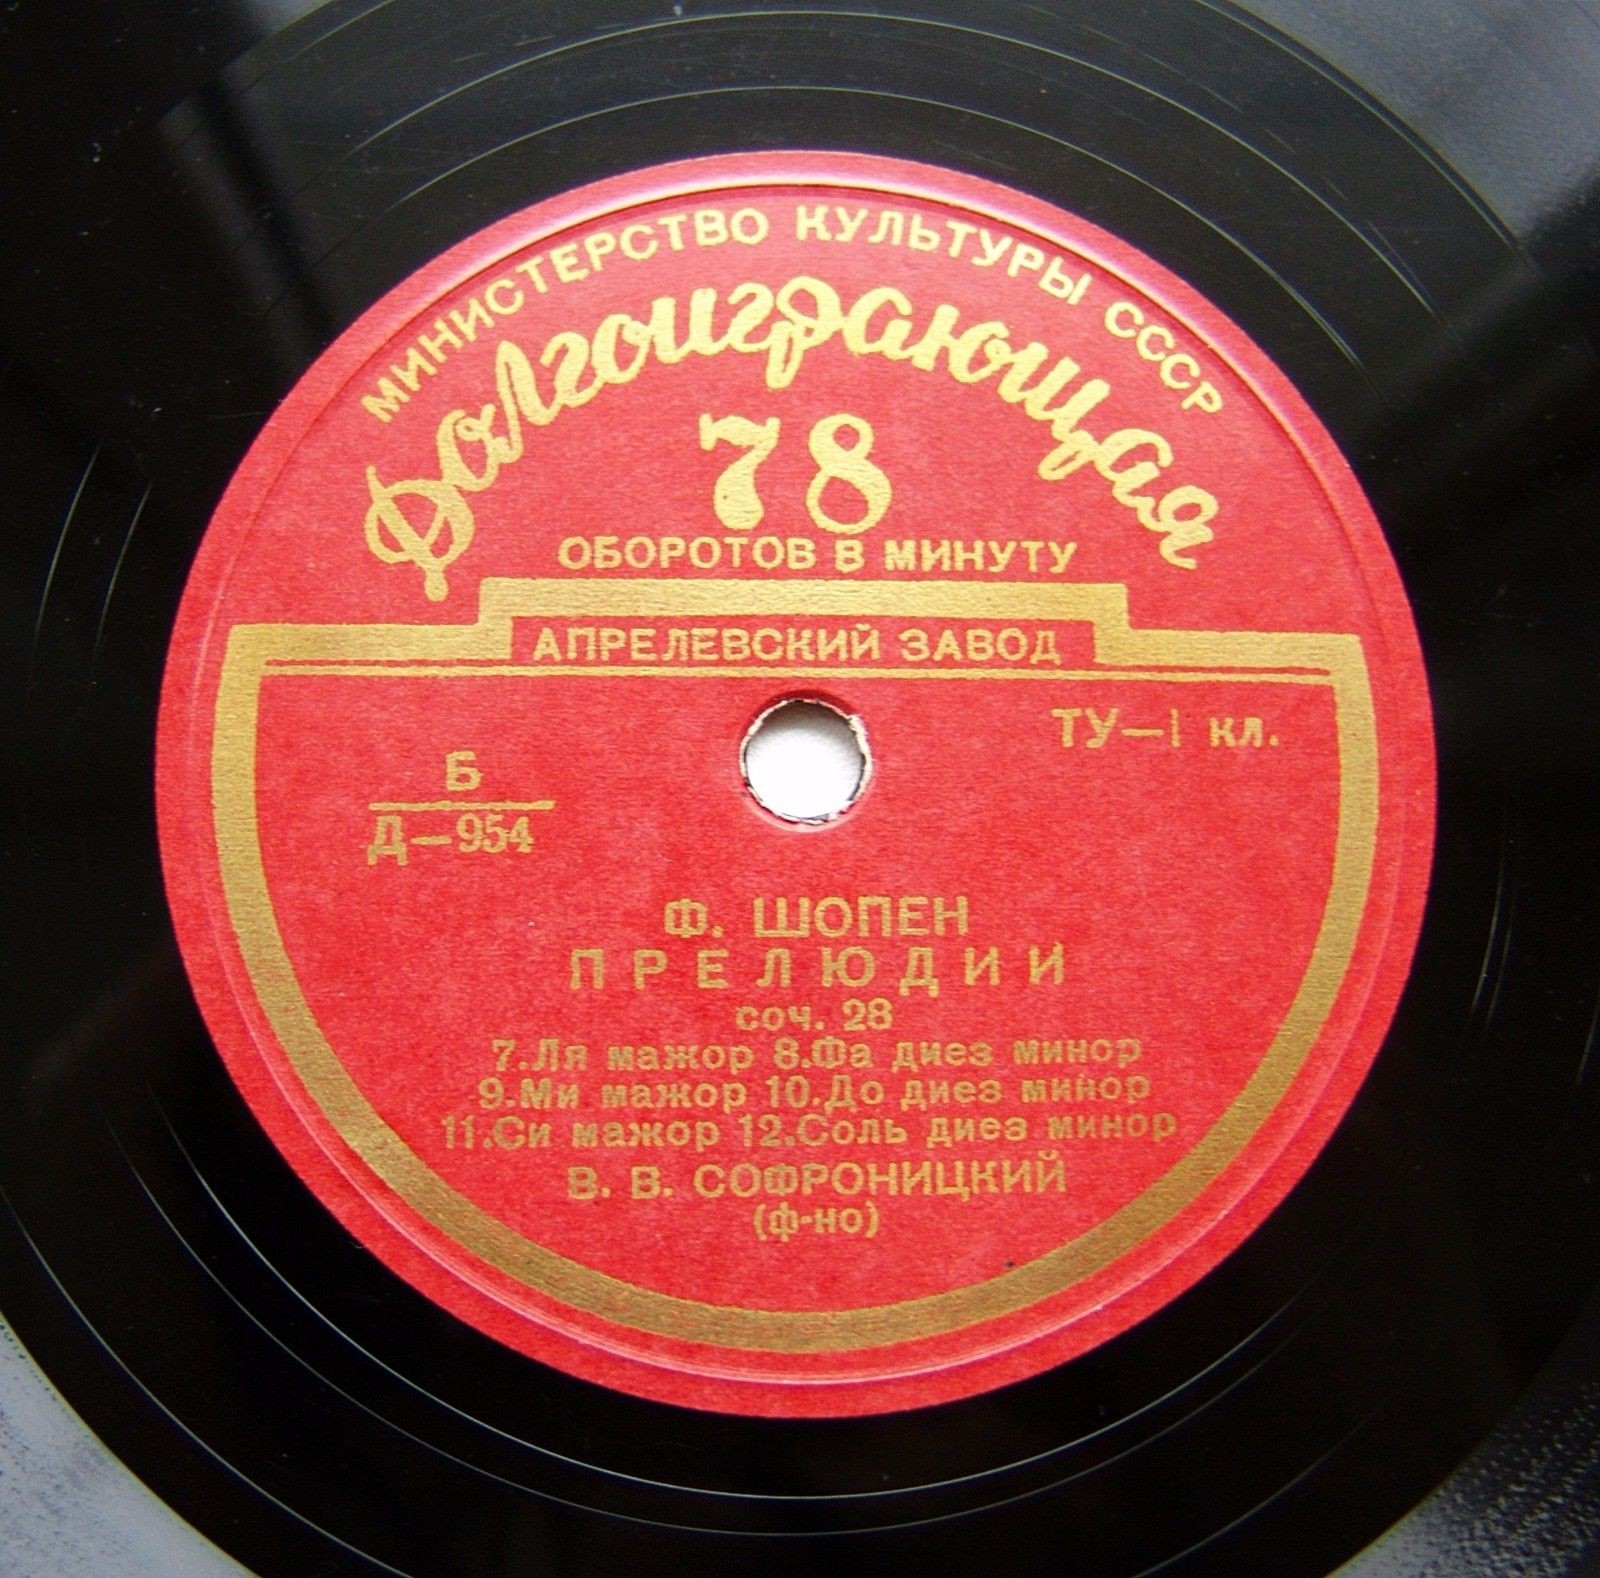 МИНИСТЕРСТВО КУЛЬТУРЫ СССР
Долгоиграющая
78
ОБОРОТОВ В МИНУТУ
АПРЕЛЕВСКИЙ ЗАВОД
ТУ—1 кл.
Б
Д—954
Ф. ШОПЕН
ПРЕЛЮДИИ
соч. 28
7.Ля мажор 8.Фа диез минор
9.Ми мажор 10.До диез минор
11.Си мажор 12.Соль диез минор
В. В. СОФРОНИЦКИЙ
(ф-но)